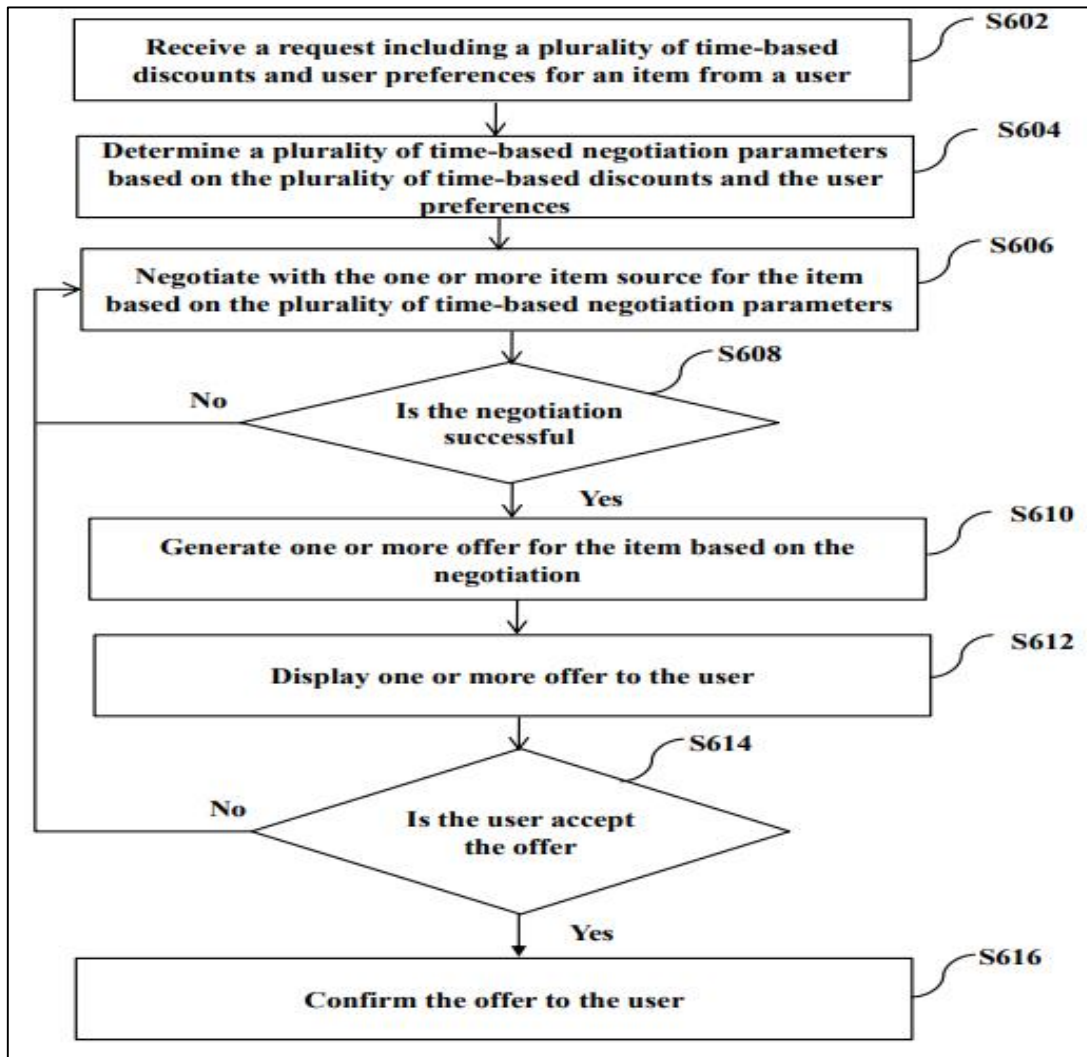 S602
Receive a request including a plurality of time-based
discounts and user preferences for an item from a user
S604
Determine a plurality of time-based negotiation parameters
based on the plurality of time-based discounts and the user
preferences
S606
Negotiate with the one or more item source for the item
based on the plurality of time-based negotiation parameters
S608
No
Is the negotiation
successful
Yes
S610
Generate one or more offer for the item based on the
negotiation
S612
Display one or more offer to the user
S614
No
Is the user accept
the offer
Yes
S616
Confirm the offer to the user